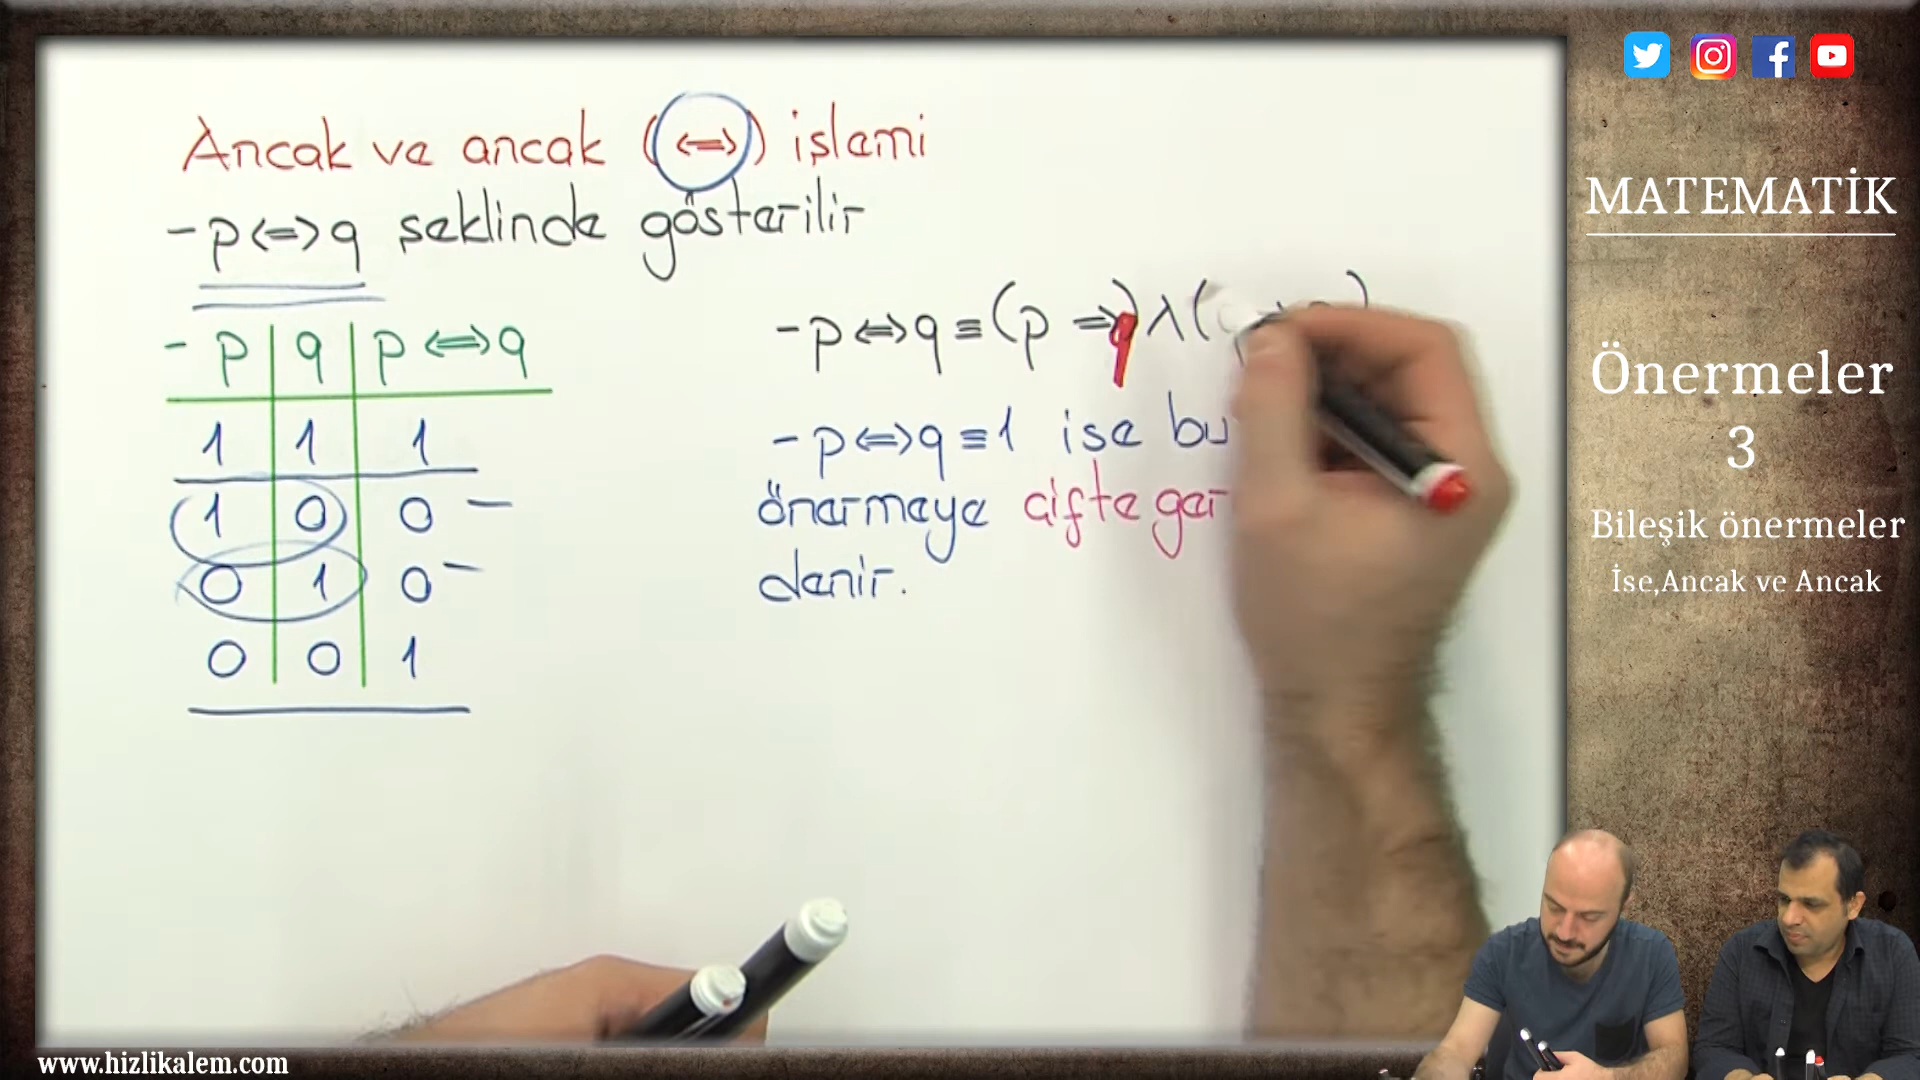 Ancak ve ancak (⇔) işlemi
- p⇔q şeklinde gösterilir
- p q p⇔q
1 1 1
1 0 0 –
0 1 0 –
0 0 1
- p⇔q ≡ (p ⇒ q) ∧ (
- p⇔q ≡ 1 ise bu
önermeye çifte ger
denir.
MATEMATİK
Önermeler
3
Bileşik önermeler
İse,Ancak ve Ancak
www.hizlikalem.com